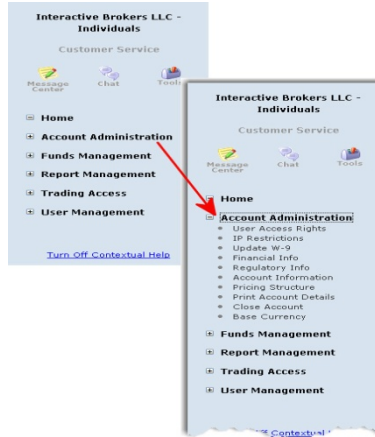 Interactive Brokers LLC -
Individuals
Customer Service
Message
Center
Chat
Tools
Home
Account Administration
Funds Management
Report Management
Trading Access
User Management
Turn Off Contextual Help
Interactive Brokers LLC -
Individuals
Customer Service
Message
Center
Chat
Tools
Home
Account Administration
User Access Rights
IP Restrictions
Update W-9
Financial Info
Regulatory Info
Account Information
Pricing Structure
Print Account Details
Close Account
Base Currency
Funds Management
Report Management
Trading Access
User Management
Contextual